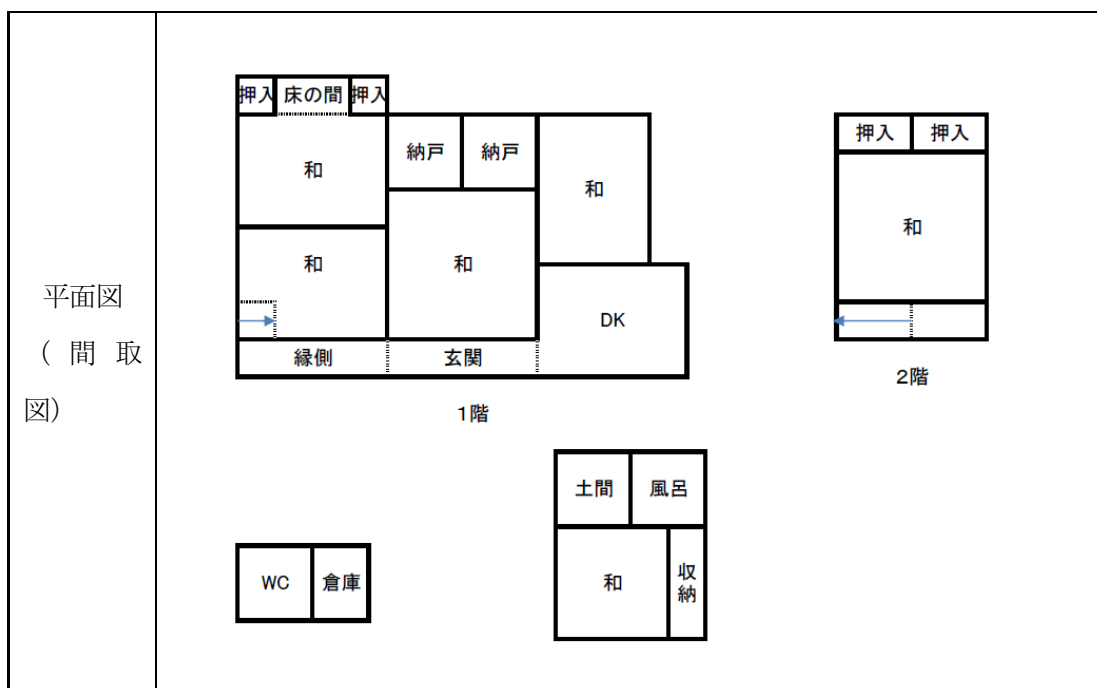 平面図
(間取
図)
押入 床の間 押入
和
納戸 納戸
和
和
和
DK
縁側 玄関
1階
押入 押入
和
2階
WC 倉庫
土間 風呂
和
収納